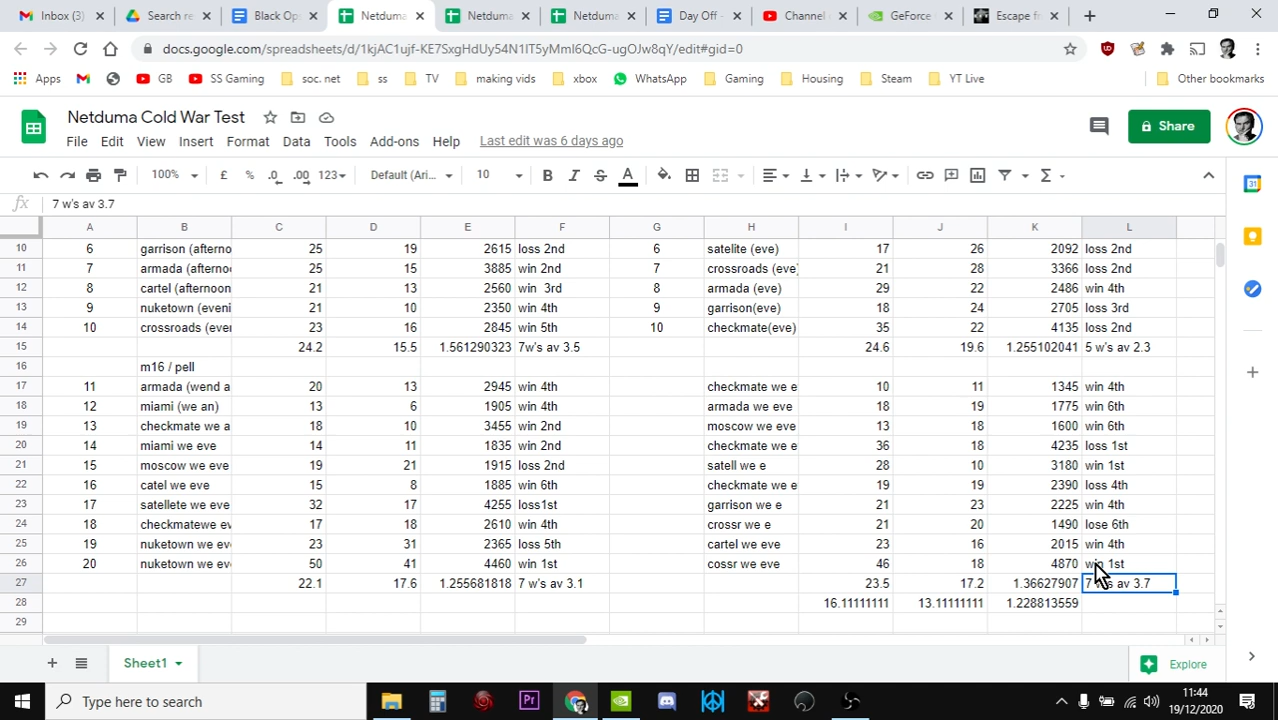 Inbox (3)
Search re
Black Ops
Netduma
Netduma
Netduma
Day Off -
Channel
GeForce
Escape fr
docs.google.com/spreadsheets/d/1kjAC1ujf-KE7SxgHdUy54N1IT5yMmI6QcG-ugOJw8qY/edit#gid=0
Apps GB SS Gaming soc. net ss TV making vids xbox WhatsApp Gaming Housing Steam YT Live Other bookmarks
Netduma Cold War Test
Share
File Edit View Insert Format Data Tools Add-ons Help Last edit was 6 days ago
100% £ % .0 .00 123 Default (Ari... 10 B I S A
fx 7 w's av 3.7
A B C D E F G H I J K L
10 6 garrison (afterno 25 19 2615 loss 2nd 6 satelite (eve) 17 26 2092 loss 2nd
11 7 armada (afternoo 25 15 3885 win 2nd 7 crossroads (eve) 21 28 3366 loss 2nd
12 8 cartel (afternoon 21 13 2560 win 3rd 8 armada (eve) 29 22 2486 win 4th
13 9 nuketown (eveni 21 10 2350 win 4th 9 garrison(eve) 18 24 2705 loss 3rd
14 10 crossroads (even 23 16 2845 win 5th 10 checkmate(eve) 35 22 4135 loss 2nd
15 24.2 15.5 1.561290323 7w's av 3.5 24.6 19.6 1.255102041 5 w's av 2.3
16 m16 / pell
17 11 armada (wend a 20 13 2945 win 4th checkmate we e 10 11 1345 win 4th
18 12 miami (we an) 13 6 1905 win 4th armada we eve 18 19 1775 win 6th
19 13 checkmate we a 18 10 3455 win 2nd moscow we eve 13 18 1600 win 6th
20 14 miami we eve 14 11 1835 win 2nd checkmate we e 36 18 4235 loss 1st
21 15 moscow we eve 19 21 1915 loss 2nd satell we e 28 10 3180 win 1st
22 16 catel we eve 15 8 1885 win 6th checkmate we e 19 19 2390 loss 4th
23 17 satellete we eve 32 17 4255 loss1st garrison we e 21 23 2225 win 4th
24 18 checkmatewe ev 17 18 2610 win 4th crossr we e 21 20 1490 lose 6th
25 19 nuketown we ev 23 31 2365 loss 5th cartel we eve 23 16 2015 win 4th
26 20 nuketown we ev 50 41 4460 win 1st cossr we eve 46 18 4870 win 1st
27 22.1 17.6 1.255681818 7 w's av 3.1 23.5 17.2 1.36627907 7 w's av 3.7
28 16.11111111 13.11111111 1.228813559
29
Sheet1 Explore
Type here to search
11:44
19/12/2020